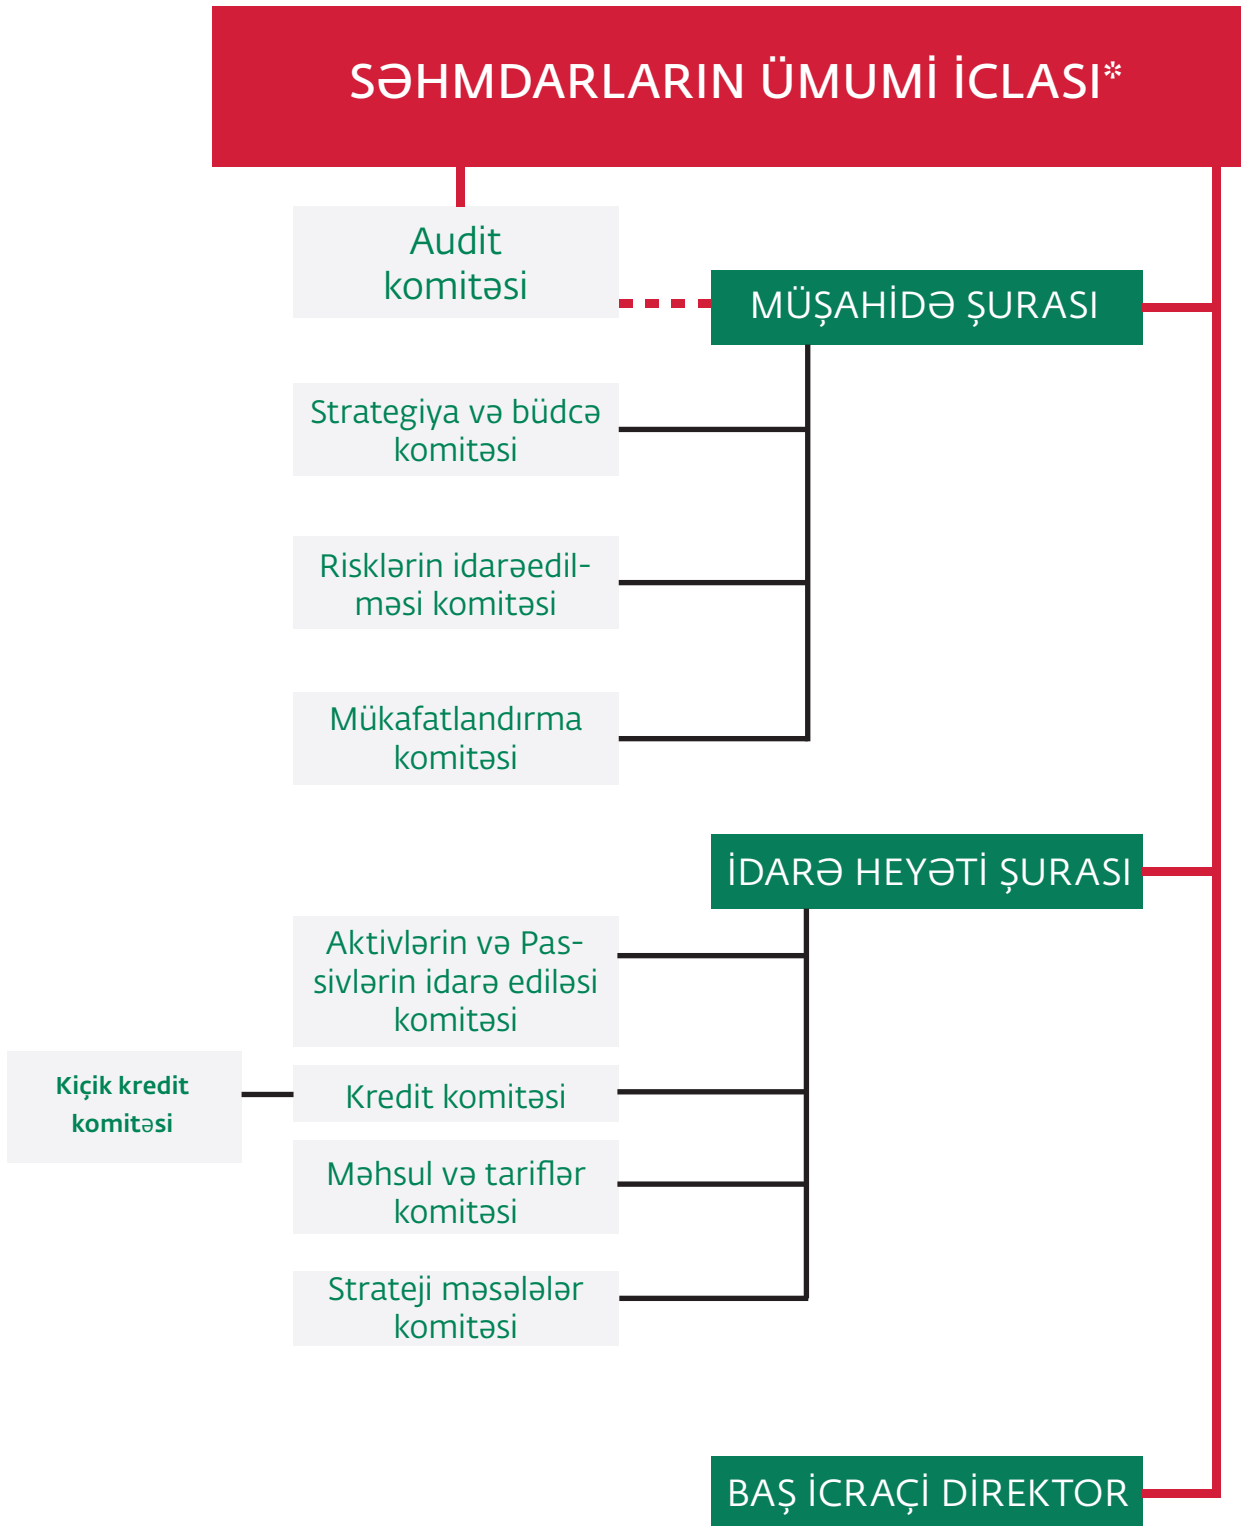 SƏHMDARLARIN ÜMUMİ İCLASI*
Audit
komitəsi
MÜŞAHİDƏ ŞURASI
Strategiya və büdcə
komitəsi
Risklərin idarəedil-
məsi komitəsi
Mükafatlandırma
komitəsi
İDARƏ HEYƏTİ ŞURASI
Aktivlərin və Pas-
sivlərin idarə ediləsi
komitəsi
Kiçik kredit
komitəsi
Kredit komitəsi
Məhsul və tariflər
komitəsi
Strateji məsələlər
komitəsi
BAŞ İCRAÇİ DİREKTOR